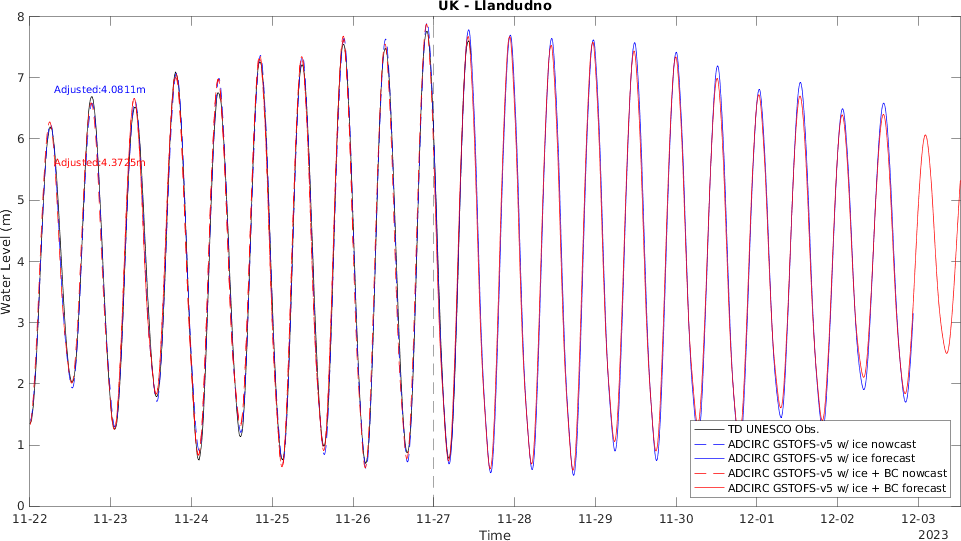 UK - Llandudno
Water Level (m)
8
7
6
5
4
3
2
1
0
Adjusted:4.0811m
Adjusted:4.3725m
TD UNESCO Obs.
ADCIRC GSTOFS-v5 w/ ice nowcast
ADCIRC GSTOFS-v5 w/ ice forecast
ADCIRC GSTOFS-v5 w/ ice + BC nowcast
ADCIRC GSTOFS-v5 w/ ice + BC forecast
11-22 11-23 11-24 11-25 11-26 11-27 11-28 11-29 11-30 12-01 12-02 12-03
Time
2023